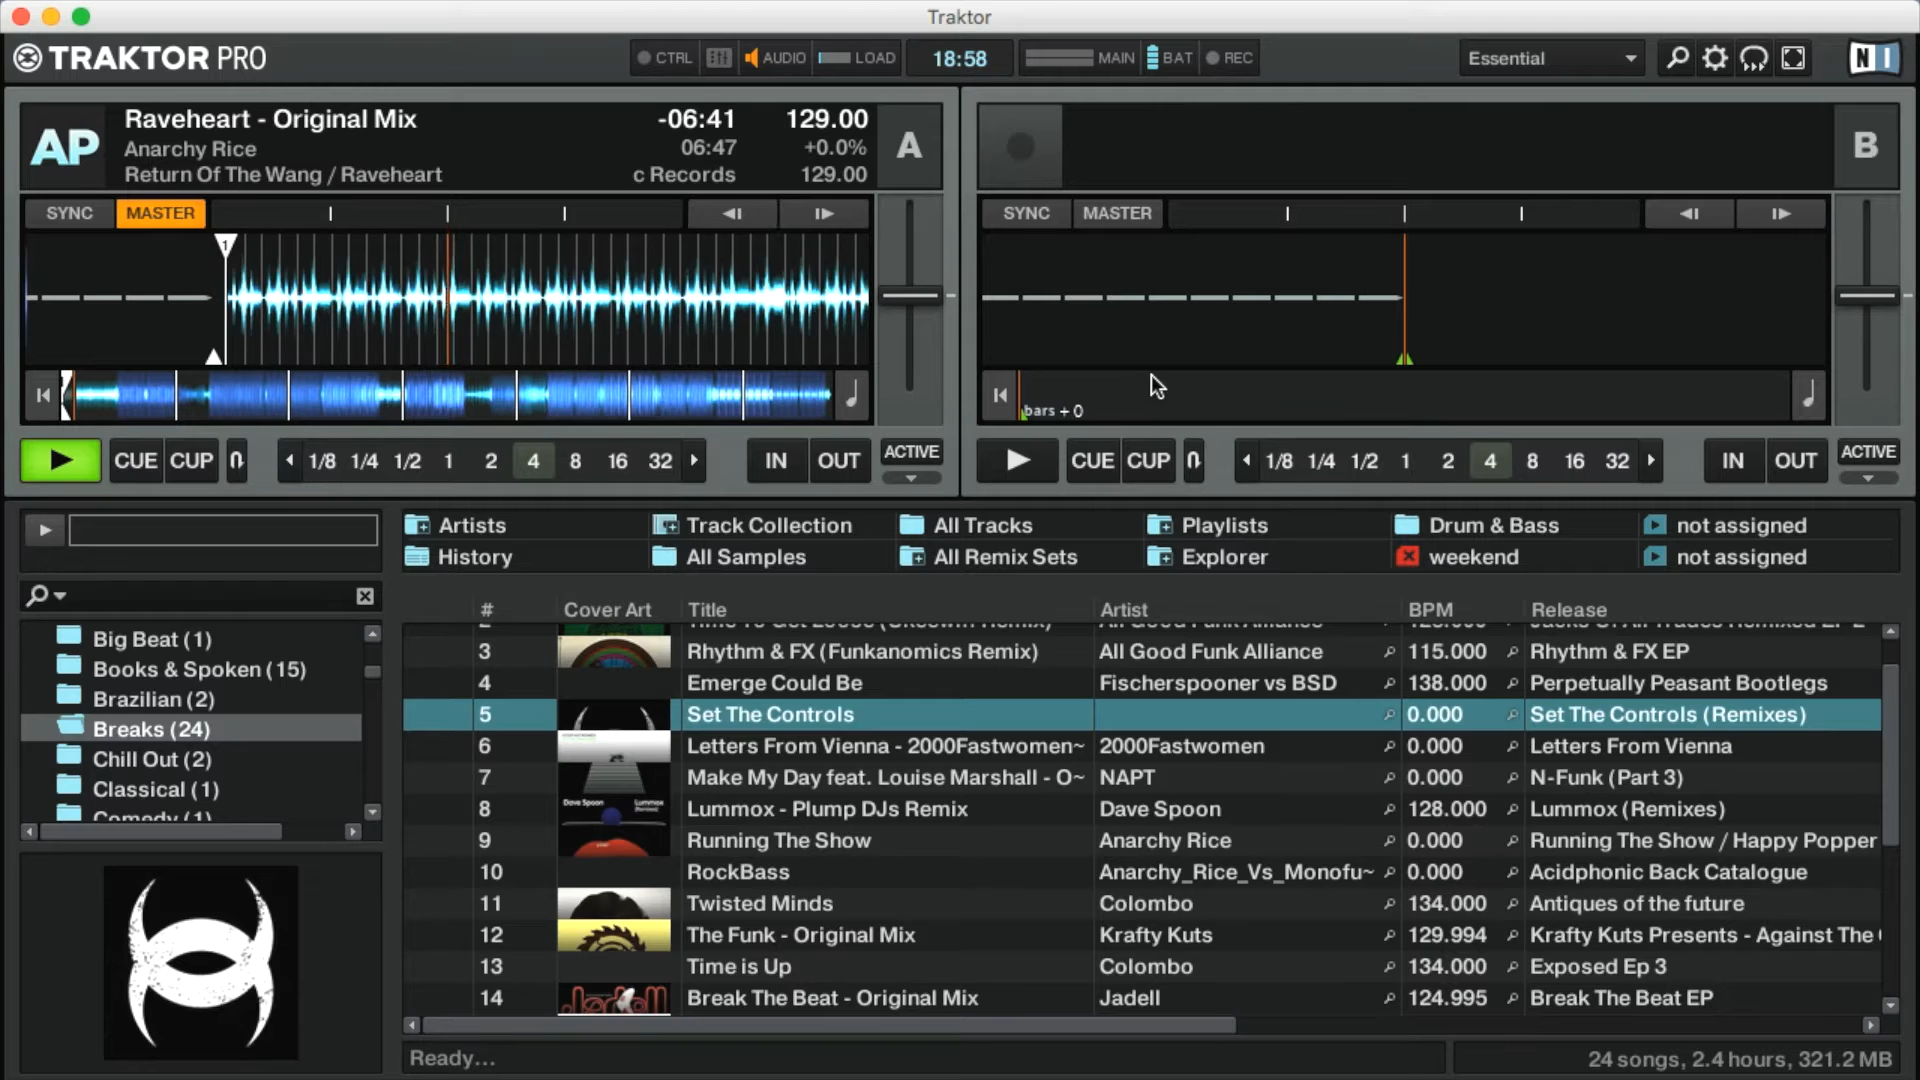 Traktor
TRAKTOR PRO
CTRL AUDIO LOAD 18:58 MAIN BAT REC Essential N I
AP Raveheart - Original Mix -06:41 129.00 A
Anarchy Rice 06:47 +0.0%
Return Of The Wang / Raveheart c Records 129.00
B
SYNC MASTER
1
SYNC MASTER
bars + 0
CUE CUP 1/8 1/4 1/2 1 2 4 8 16 32 IN OUT ACTIVE
CUE CUP 1/8 1/4 1/2 1 2 4 8 16 32 IN OUT ACTIVE
Artists Track Collection All Tracks Playlists Drum & Bass not assigned
History All Samples All Remix Sets Explorer weekend not assigned
Big Beat (1)
Books & Spoken (15)
Brazilian (2)
Breaks (24)
Chill Out (2)
Classical (1)
Comedy (1)
# Cover Art Title Artist BPM Release
3 Rhythm & FX (Funkanomics Remix) All Good Funk Alliance 115.000 Rhythm & FX EP
4 Emerge Could Be Fischerspooner vs BSD 138.000 Perpetually Peasant Bootlegs
5 Set The Controls 0.000 Set The Controls (Remixes)
6 Letters From Vienna - 2000Fastwomen~ 2000Fastwomen 0.000 Letters From Vienna
7 Make My Day feat. Louise Marshall - O~ NAPT 0.000 N-Funk (Part 3)
8 Dave Spoon Lummox Lummox - Plump DJs Remix Dave Spoon 128.000 Lummox (Remixes)
9 Running The Show Anarchy Rice 0.000 Running The Show / Happy Popper
10 RockBass Anarchy_Rice_Vs_Monofu~ 0.000 Acidphonic Back Catalogue
11 Twisted Minds Colombo 134.000 Antiques of the future
12 The Funk - Original Mix Krafty Kuts 129.994 Krafty Kuts Presents - Against The
13 Time is Up Colombo 134.000 Exposed Ep 3
14 Break The Beat - Original Mix Jadell 124.995 Break The Beat EP
Ready... 24 songs, 2.4 hours, 321.2 MB